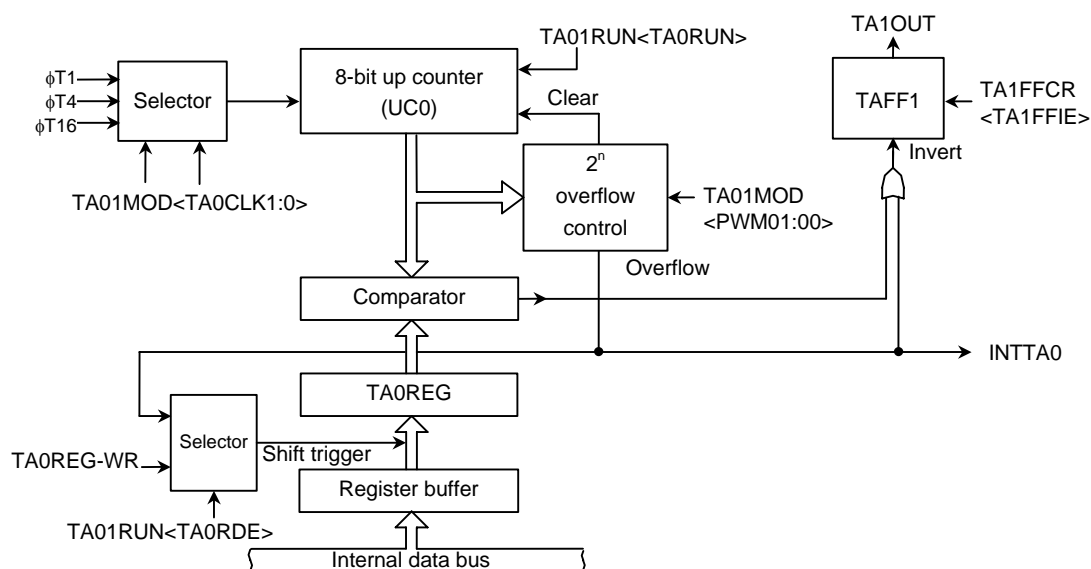 TA1OUT
TA01RUN<TA0RUN>
ϕT1
ϕT4
ϕT16
Selector
8-bit up counter
(UC0)
TAFF1
TA1FFCR
<TA1FFIE>
Clear
Invert
2ⁿ
overflow
control
TA01MOD<TA0CLK1:0>
TA01MOD
<PWM01:00>
Overflow
Comparator
INTTA0
TA0REG
Selector
Shift trigger
TA0REG-WR
Register buffer
TA01RUN<TA0RDE>
Internal data bus